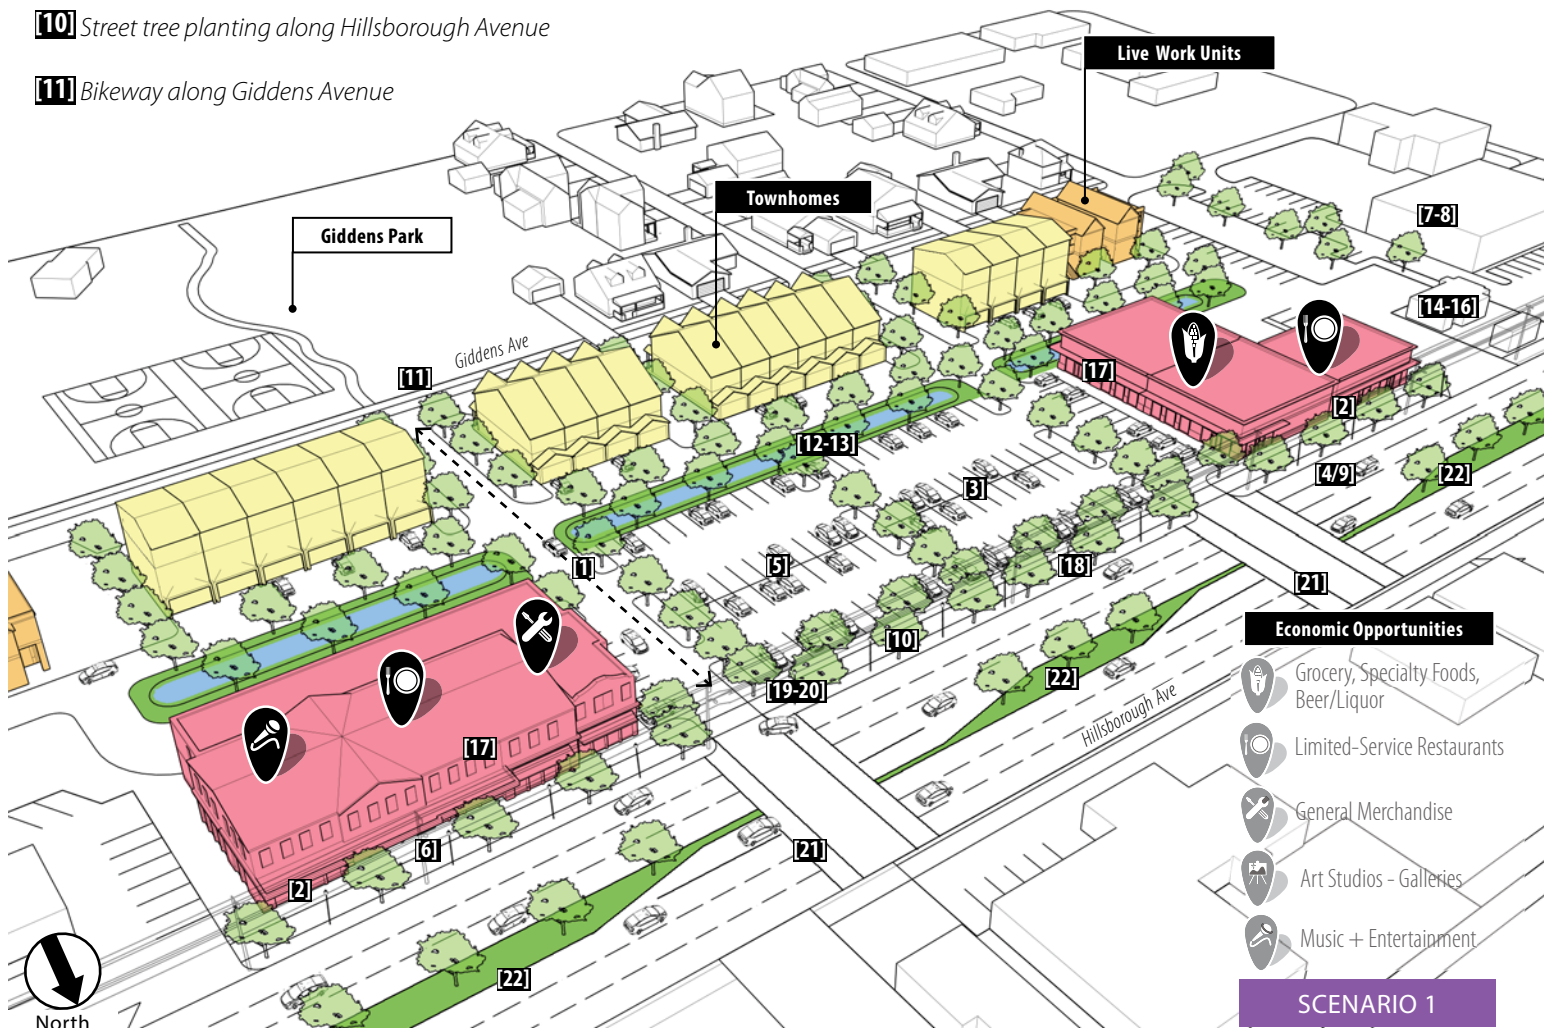 [10] Street tree planting along Hillsborough Avenue
[11] Bikeway along Giddens Avenue
Live Work Units
Townhomes
Giddens Park
[7-8]
[14-16]
Giddens Ave
[11]
[17]
[2]
[12-13]
[4/9]
[22]
[3]
[1]
[5]
[18]
[21]
[10]
[19-20]
[22]
Hillsborough Ave
[17]
[6]
[21]
[2]
[22]
Economic Opportunities
Grocery, Specialty Foods,
Beer/Liquor
Limited-Service Restaurants
General Merchandise
Art Studios - Galleries
Music + Entertainment
SCENARIO 1
North